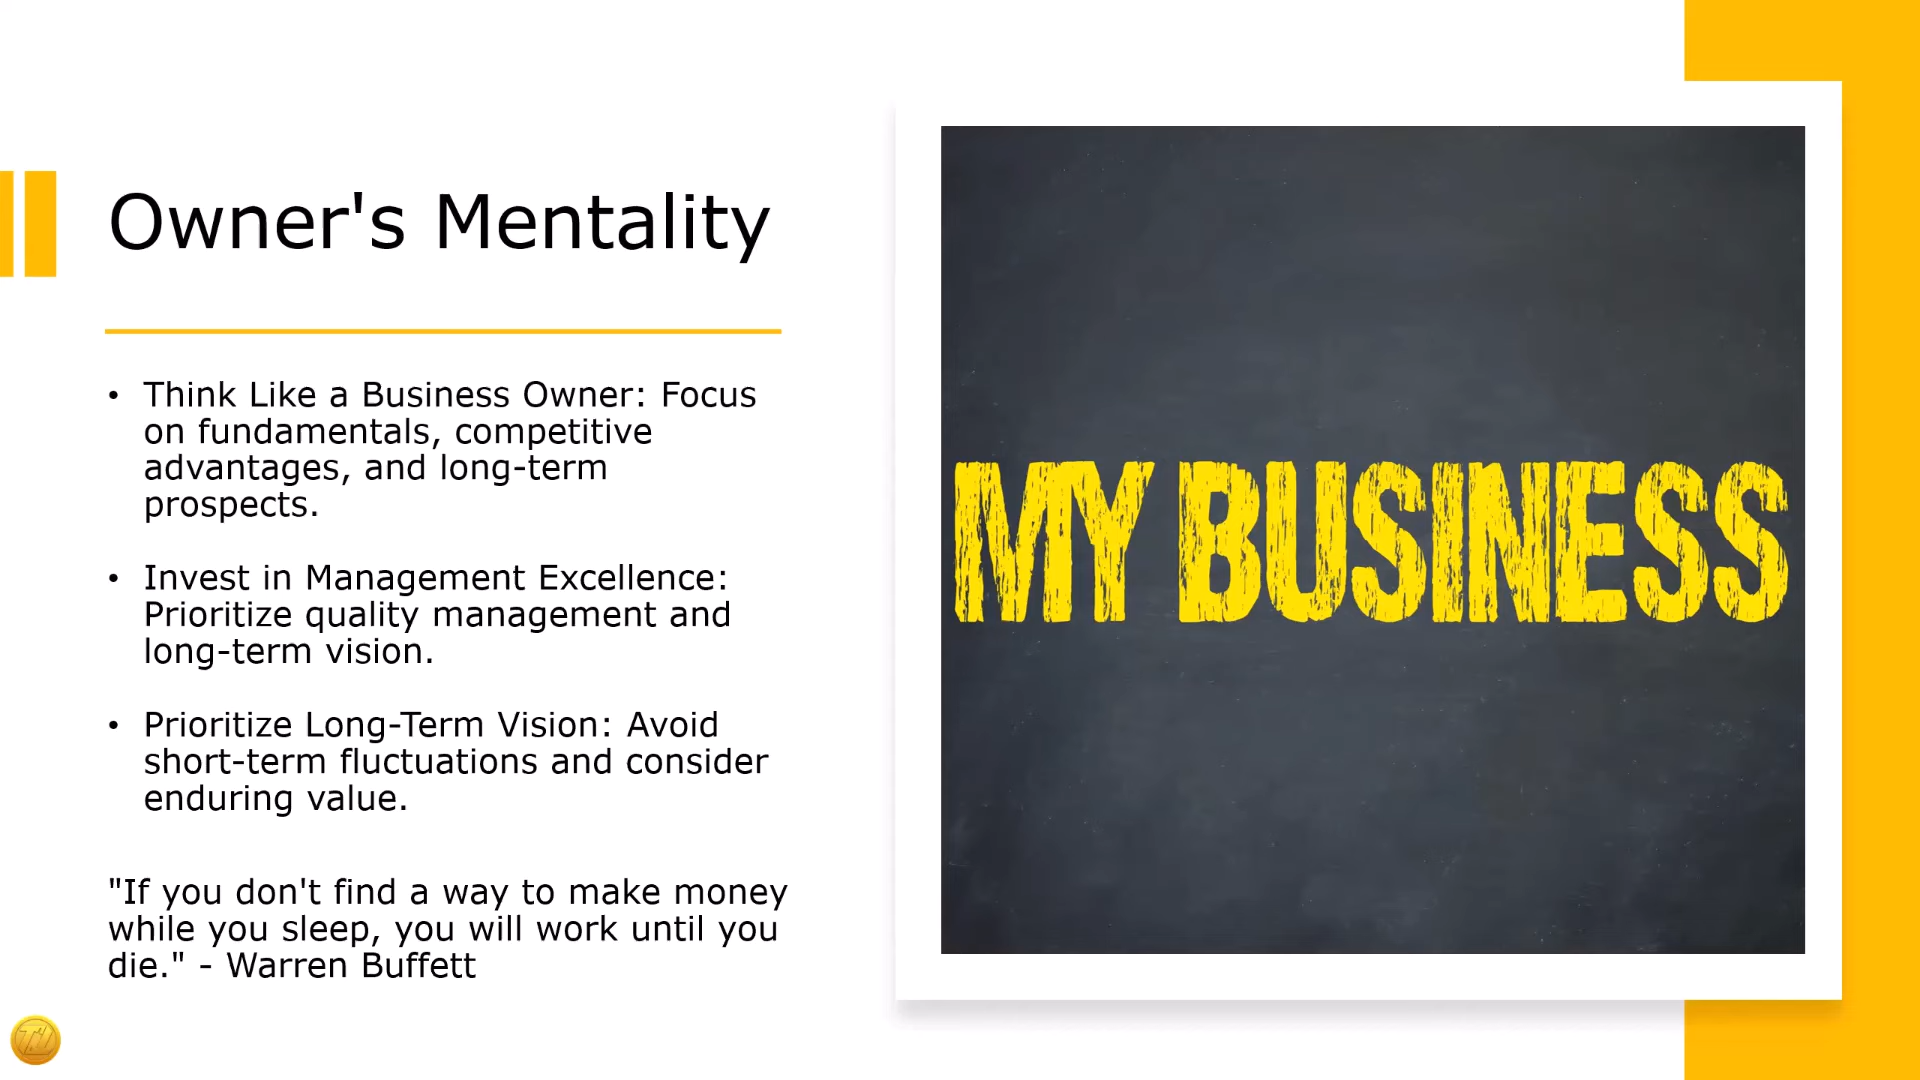 Owner's Mentality
• Think Like a Business Owner: Focus
on fundamentals, competitive
advantages, and long-term
prospects.
• Invest in Management Excellence:
Prioritize quality management and
long-term vision.
• Prioritize Long-Term Vision: Avoid
short-term fluctuations and consider
enduring value.
"If you don't find a way to make money
while you sleep, you will work until you
die." - Warren Buffett
MY BUSINESS